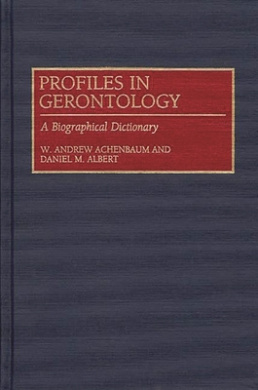 PROFILES IN
GERONTOLOGY
A Biographical Dictionary
W. ANDREW ACHENBAUM AND
DANIEL M. ALBERT